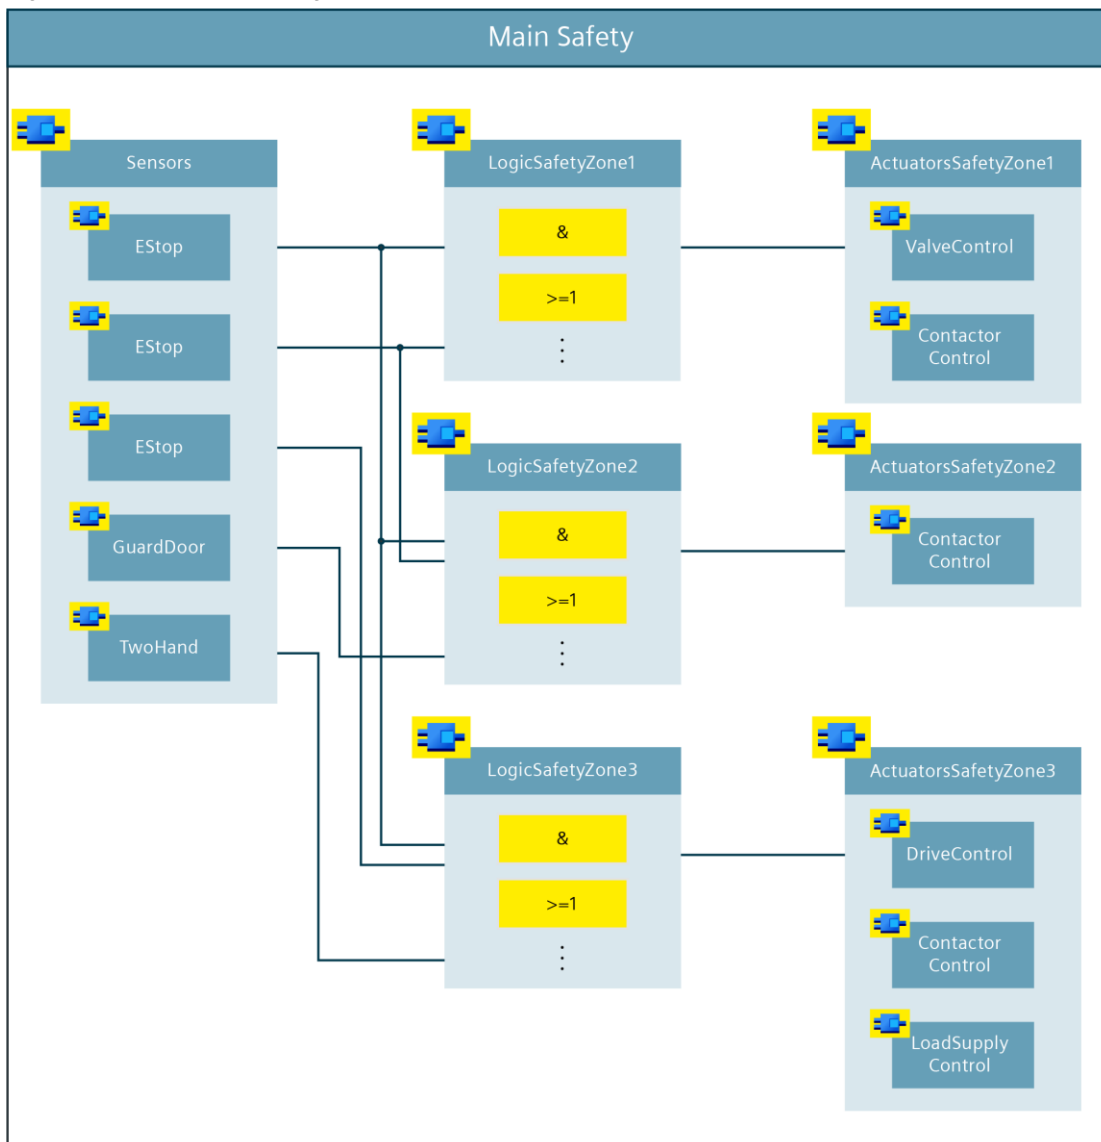 Main Safety
Sensors
EStop
EStop
EStop
GuardDoor
TwoHand
LogicSafetyZone1
&
>=1
⋮
LogicSafetyZone2
&
>=1
⋮
LogicSafetyZone3
&
>=1
⋮
ActuatorsSafetyZone1
ValveControl
Contactor
Control
ActuatorsSafetyZone2
Contactor
Control
ActuatorsSafetyZone3
DriveControl
Contactor
Control
LoadSupply
Control